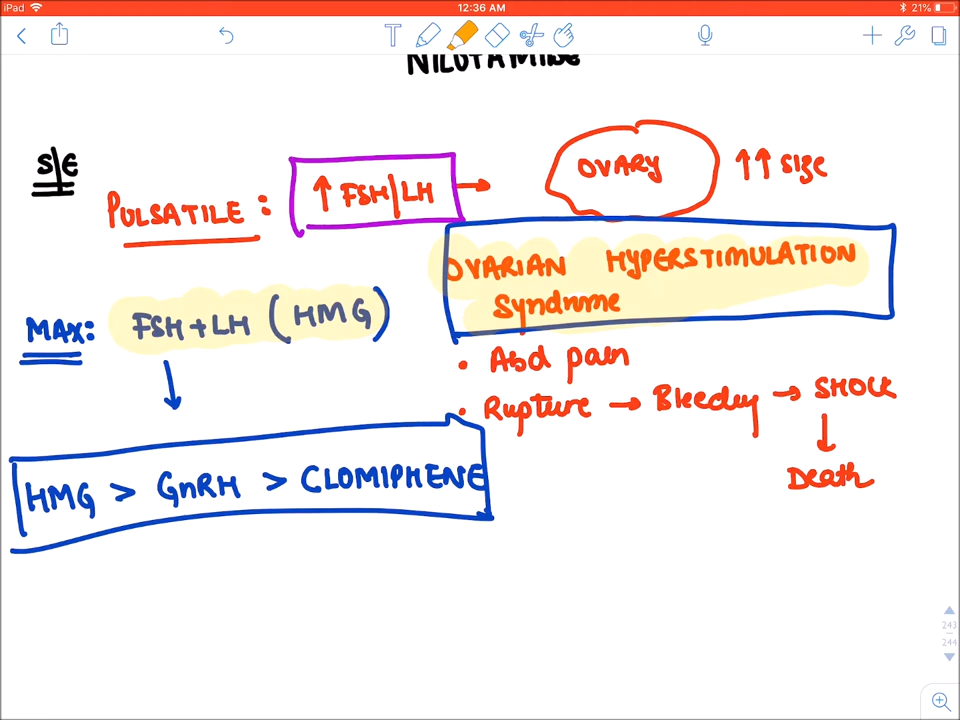 iPad 12:36 AM 21%
T
NILUTAMIDE
S/E
PULSATILE : ↑ FSH/LH → OVARY ↑↑ Size
OVARIAN HYPERSTIMULATION
Syndrome
MAX: FSH+LH (HMG)
• Abd pain
• Rupture → Bleeding → SHOCK
↓
Death
HMG > GnRH > CLOMIPHENE
243
244